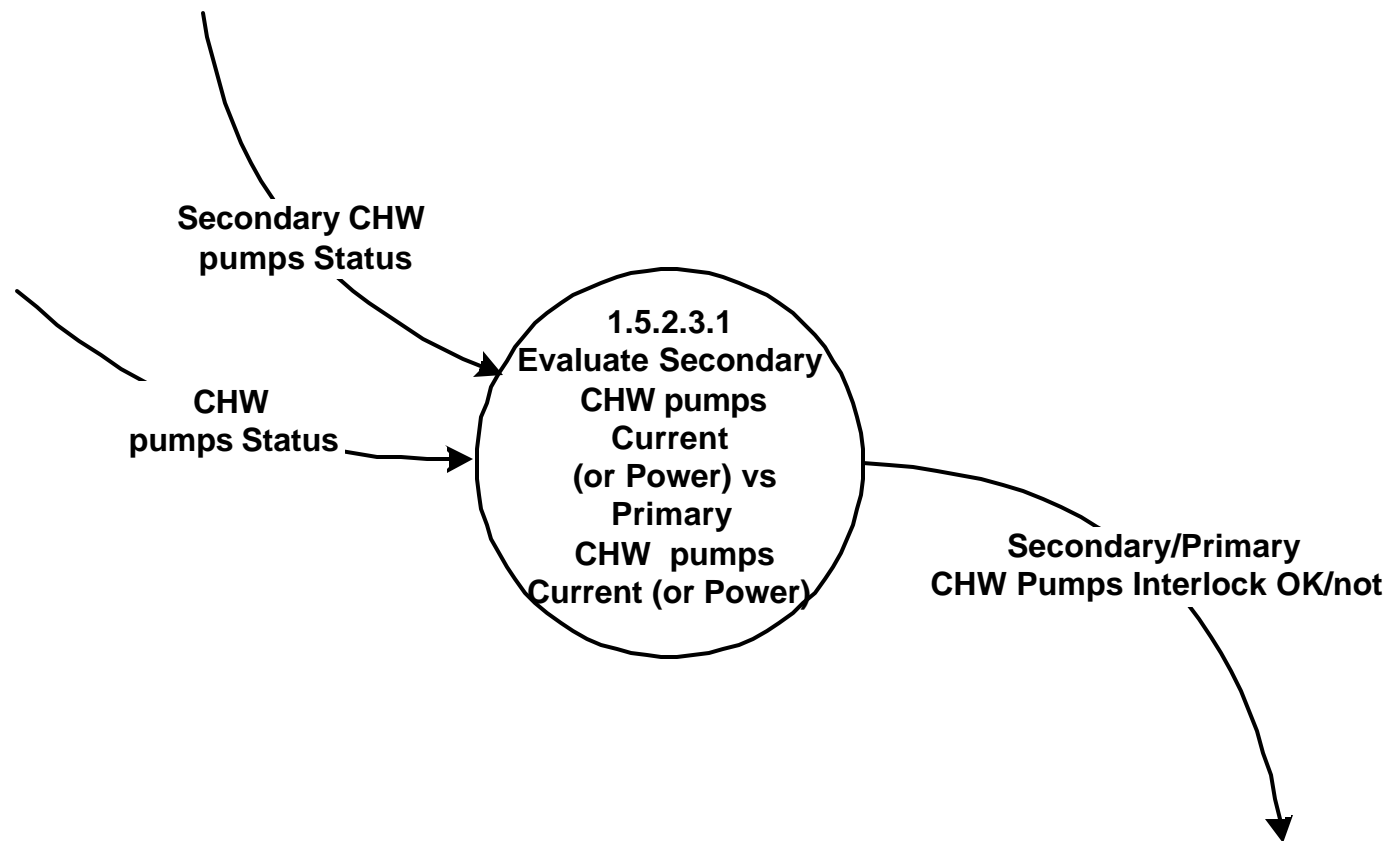 Secondary CHW
pumps Status
CHW
pumps Status
1.5.2.3.1
Evaluate Secondary
CHW pumps
Current
(or Power) vs
Primary
CHW pumps
Current (or Power)
Secondary/Primary
CHW Pumps Interlock OK/not